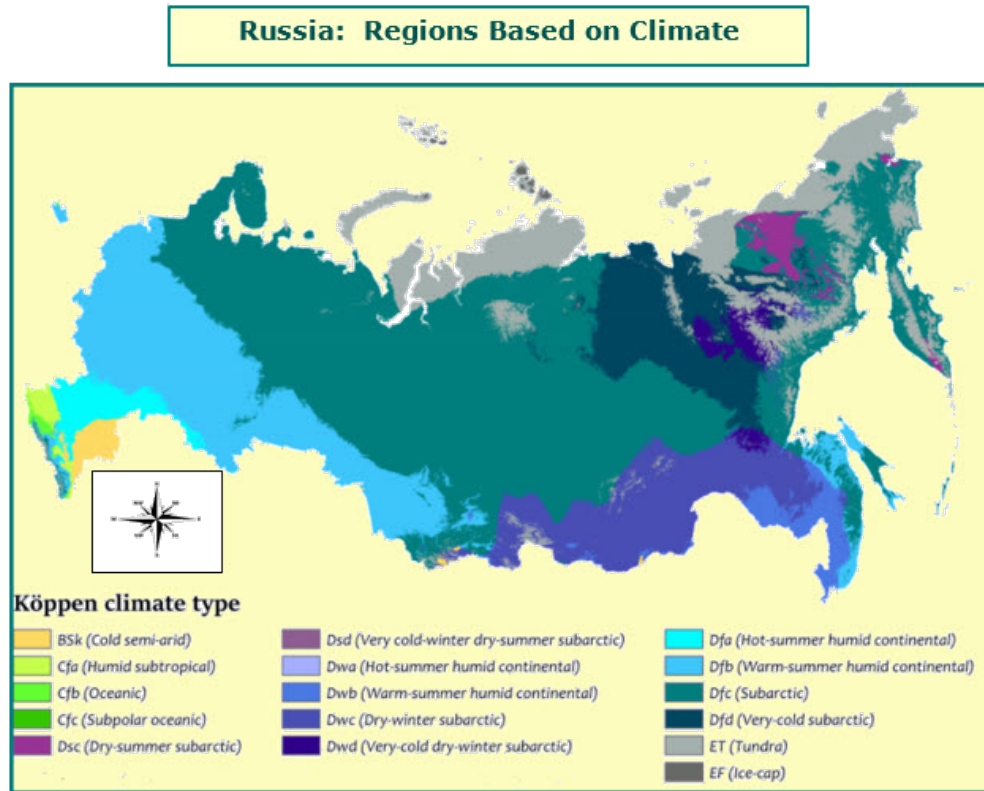 Russia:  Regions Based on Climate
Köppen climate type
BSk (Cold semi-arid)
Cfa (Humid subtropical)
Cfb (Oceanic)
Cfc (Subpolar oceanic)
Dsc (Dry-summer subarctic)
Dsd (Very cold-winter dry-summer subarctic)
Dwa (Hot-summer humid continental)
Dwb (Warm-summer humid continental)
Dwc (Dry-winter subarctic)
Dwd (Very-cold dry-winter subarctic)
Dfa (Hot-summer humid continental)
Dfb (Warm-summer humid continental)
Dfc (Subarctic)
Dfd (Very-cold subarctic)
ET (Tundra)
EF (Ice-cap)